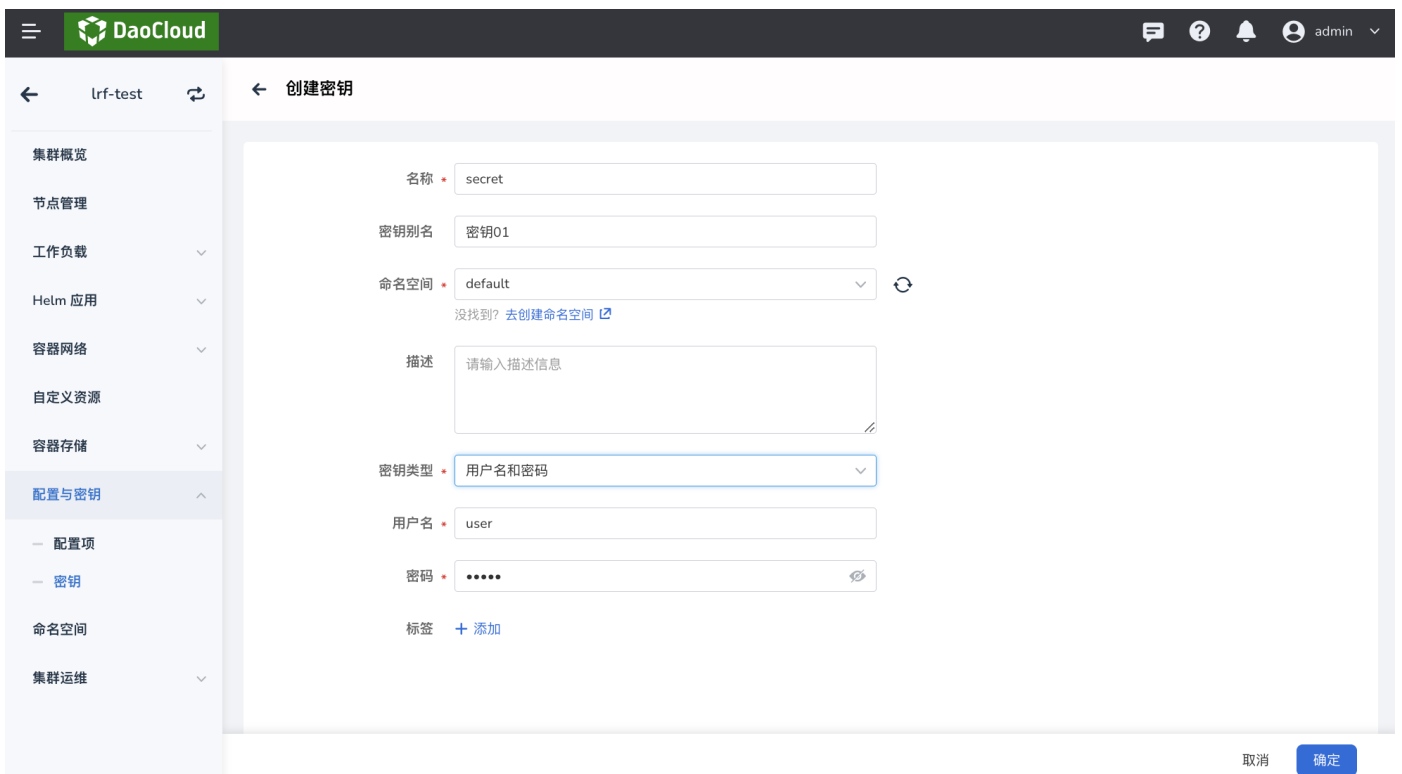 DaoCloud
admin
lrf-test
创建密钥
集群概览
节点管理
工作负载
Helm 应用
容器网络
自定义资源
容器存储
配置与密钥
配置项
密钥
命名空间
集群运维
名称 * secret
密钥别名 密钥01
命名空间 * default
没找到? 去创建命名空间
描述 请输入描述信息
密钥类型 * 用户名和密码
用户名 * user
密码 * •••••
标签 + 添加
取消 确定